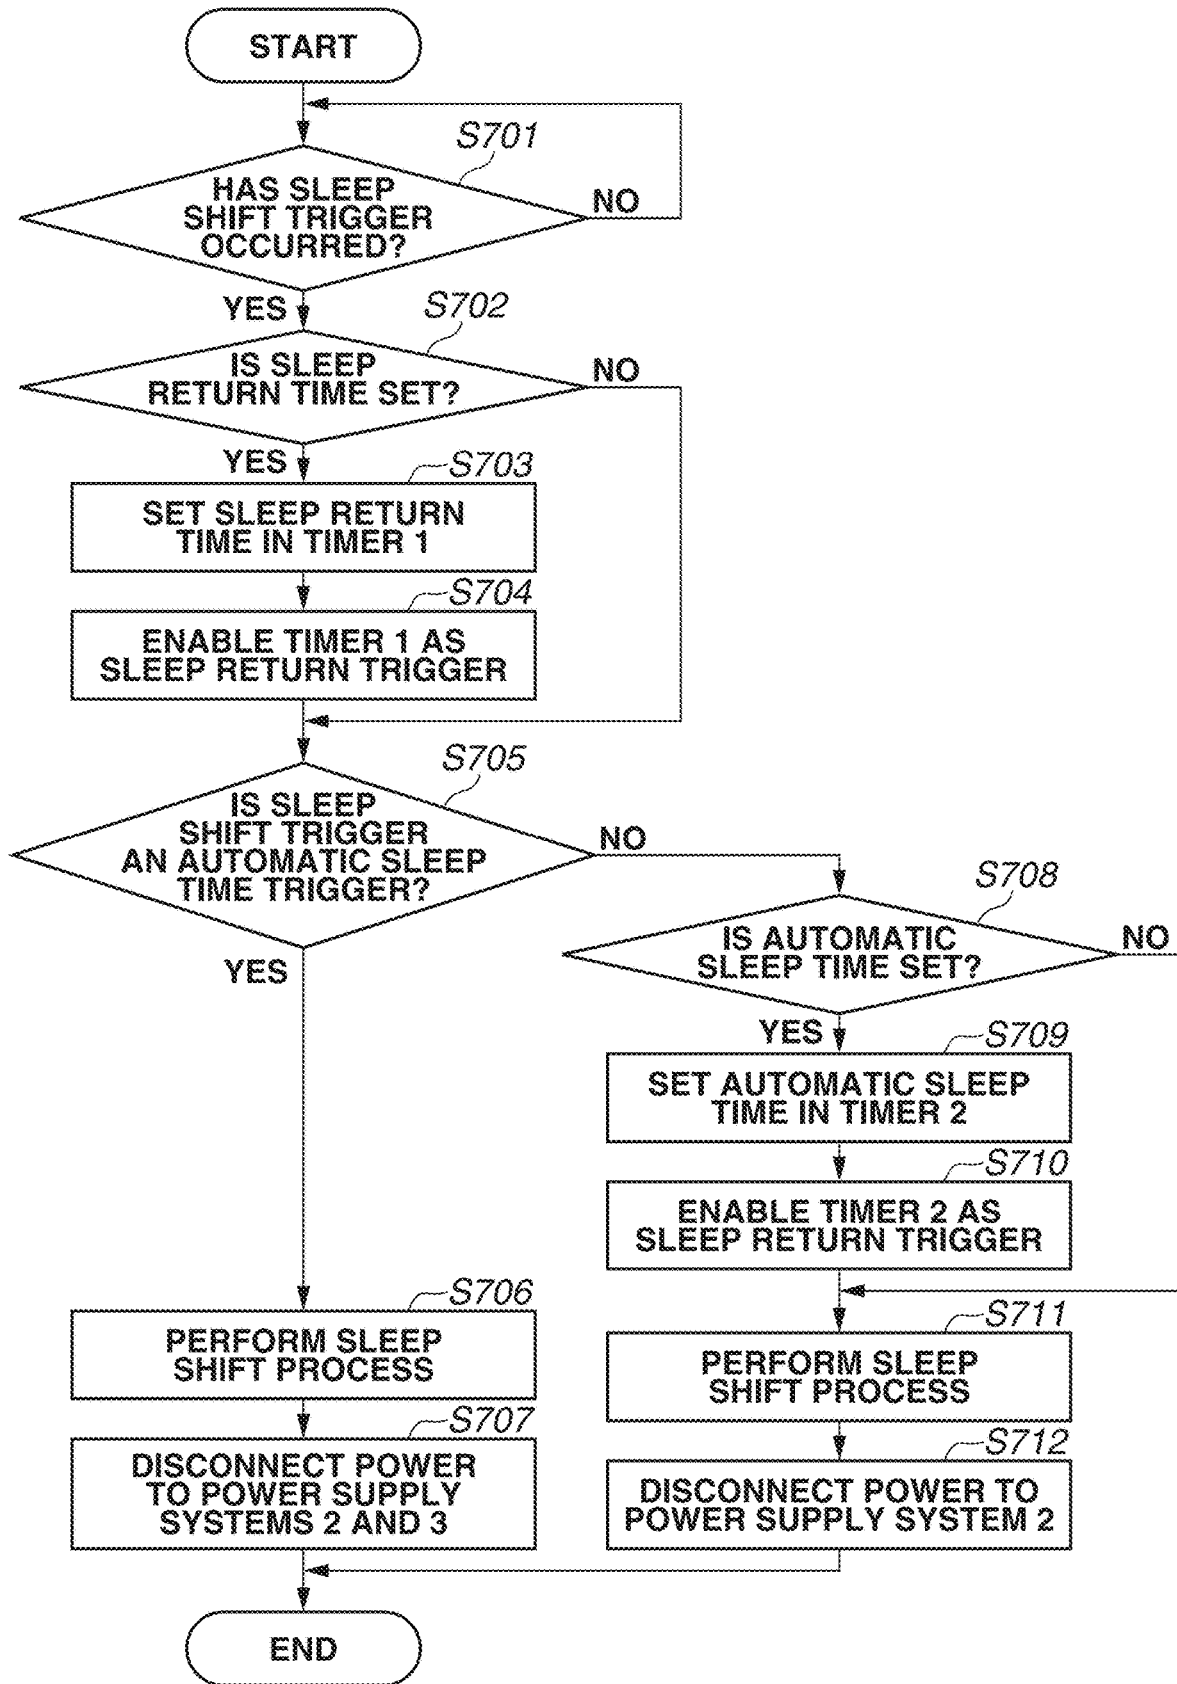 START
S701
HAS SLEEP
SHIFT TRIGGER
OCCURRED?
NO
YES
S702
IS SLEEP
RETURN TIME SET?
NO
YES
S703
SET SLEEP RETURN
TIME IN TIMER 1
S704
ENABLE TIMER 1 AS
SLEEP RETURN TRIGGER
S705
IS SLEEP
SHIFT TRIGGER
AN AUTOMATIC SLEEP
TIME TRIGGER?
NO
YES
S708
IS AUTOMATIC
SLEEP TIME SET?
NO
YES
S709
SET AUTOMATIC SLEEP
TIME IN TIMER 2
S710
ENABLE TIMER 2 AS
SLEEP RETURN TRIGGER
S706
PERFORM SLEEP
SHIFT PROCESS
S707
DISCONNECT POWER
TO POWER SUPPLY
SYSTEMS 2 AND 3
S711
PERFORM SLEEP
SHIFT PROCESS
S712
DISCONNECT POWER TO
POWER SUPPLY SYSTEM 2
END